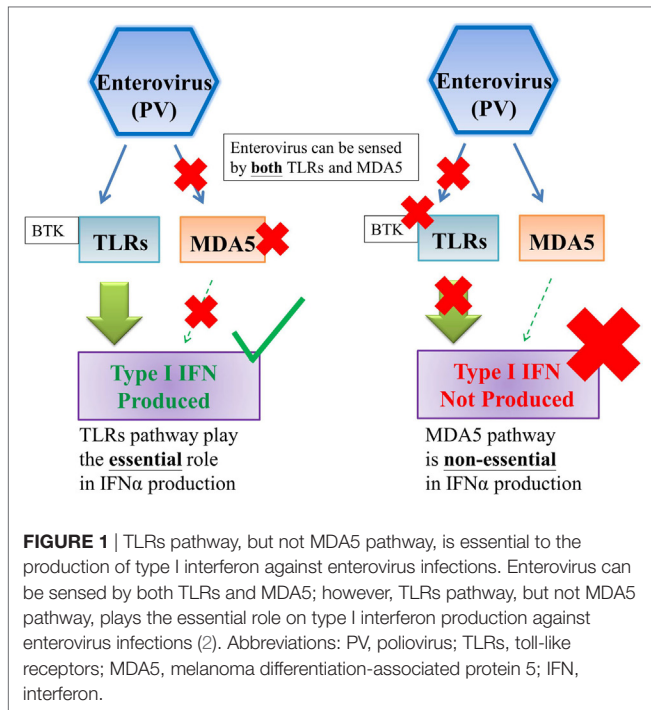 Enterovirus
(PV)
Enterovirus
(PV)
Enterovirus can be sensed
by both TLRs and MDA5
BTK
TLRs
MDA5
BTK
TLRs
MDA5
Type I IFN
Produced
Type I IFN
Not Produced
TLRs pathway play
the essential role
in IFNα production
MDA5 pathway
is non-essential
in IFNα production
FIGURE 1 | TLRs pathway, but not MDA5 pathway, is essential to the
production of type I interferon against enterovirus infections. Enterovirus can
be sensed by both TLRs and MDA5; however, TLRs pathway, but not MDA5
pathway, plays the essential role on type I interferon production against
enterovirus infections (2). Abbreviations: PV, poliovirus; TLRs, toll-like
receptors; MDA5, melanoma differentiation-associated protein 5; IFN,
interferon.